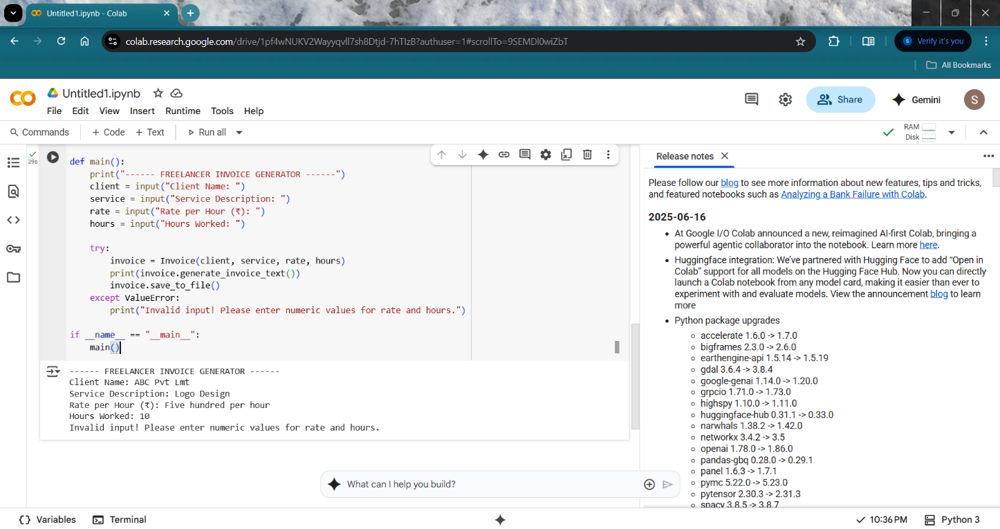 Untitled1.ipynb - Colab
colab.research.google.com/drive/1pf4wNUKV2Wayyqvll7sh8Dtjd-7hTIzB?authuser=1#scrollTo=9SEMDl0wiZbT
S Verify it's you
All Bookmarks
Untitled1.ipynb
File Edit View Insert Runtime Tools Help
Share
Gemini
S
Commands + Code + Text Run all
RAM
Disk
29s
def main():
    print("------ FREELANCER INVOICE GENERATOR ------")
    client = input("Client Name: ")
    service = input("Service Description: ")
    rate = input("Rate per Hour (₹): ")
    hours = input("Hours Worked: ")
    try:
        invoice = Invoice(client, service, rate, hours)
        print(invoice.generate_invoice_text())
        invoice.save_to_file()
    except ValueError:
        print("Invalid input! Please enter numeric values for rate and hours.")
if __name__ == "__main__":
    main()
------ FREELANCER INVOICE GENERATOR ------
Client Name: ABC Pvt Lmt
Service Description: Logo Design
Rate per Hour (₹): Five hundred per hour
Hours Worked: 10
Invalid input! Please enter numeric values for rate and hours.
What can I help you build?
Release notes
Please follow our blog to see more information about new features, tips and tricks,
and featured notebooks such as Analyzing a Bank Failure with Colab.
2025-06-16
• At Google I/O Colab announced a new, reimagined AI-first Colab, bringing a
powerful agentic collaborator into the notebook. Learn more here.
• Huggingface integration: We've partnered with Hugging Face to add “Open in
Colab” support for all models on the Hugging Face Hub. Now you can directly
launch a Colab notebook from any model card, making it easier than ever to
experiment with and evaluate models. View the announcement blog to learn
more
• Python package upgrades
accelerate 1.6.0 -> 1.7.0
bigframes 2.3.0 -> 2.6.0
earthengine-api 1.5.14 -> 1.5.19
gdal 3.6.4 -> 3.8.4
google-genai 1.14.0 -> 1.20.0
grpcio 1.71.0 -> 1.73.0
highspy 1.10.0 -> 1.11.0
huggingface-hub 0.31.1 -> 0.33.0
narwhals 1.38.2 -> 1.42.0
networkx 3.4.2 -> 3.5
openai 1.78.0 -> 1.86.0
pandas-gbq 0.28.0 -> 0.29.1
panel 1.6.3 -> 1.7.1
pymc 5.22.0 -> 5.23.0
pytensor 2.30.3 -> 2.31.3
spacy 3.8.5 -> 3.8.7
Variables
Terminal
10:36 PM
Python 3